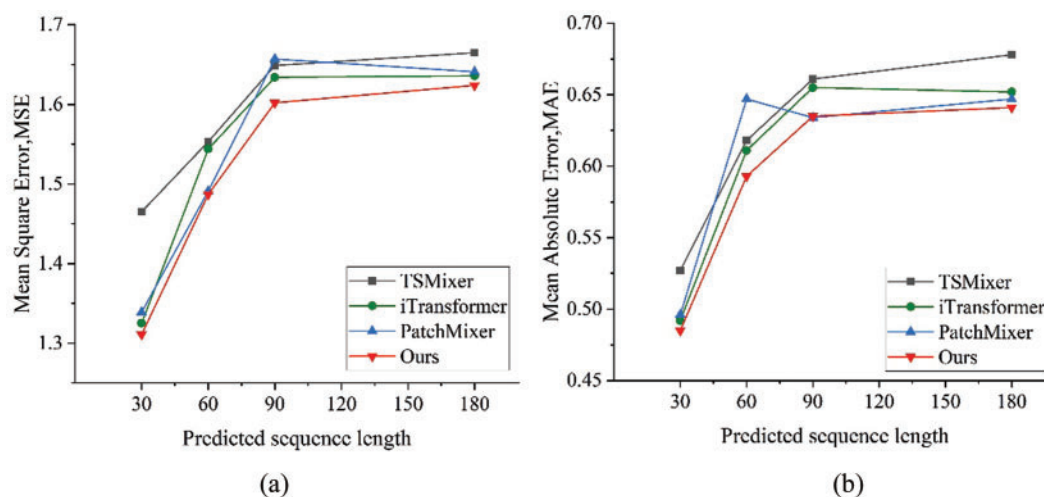 Mean Square Error,MSE
1.7
1.6
1.5
1.4
1.3
30 60 90 120 150 180
Predicted sequence length
TSMixer
iTransformer
PatchMixer
Ours
(a)
Mean Absolute Error,MAE
0.70
0.65
0.60
0.55
0.50
0.45
30 60 90 120 150 180
Predicted sequence length
TSMixer
iTransformer
PatchMixer
Ours
(b)